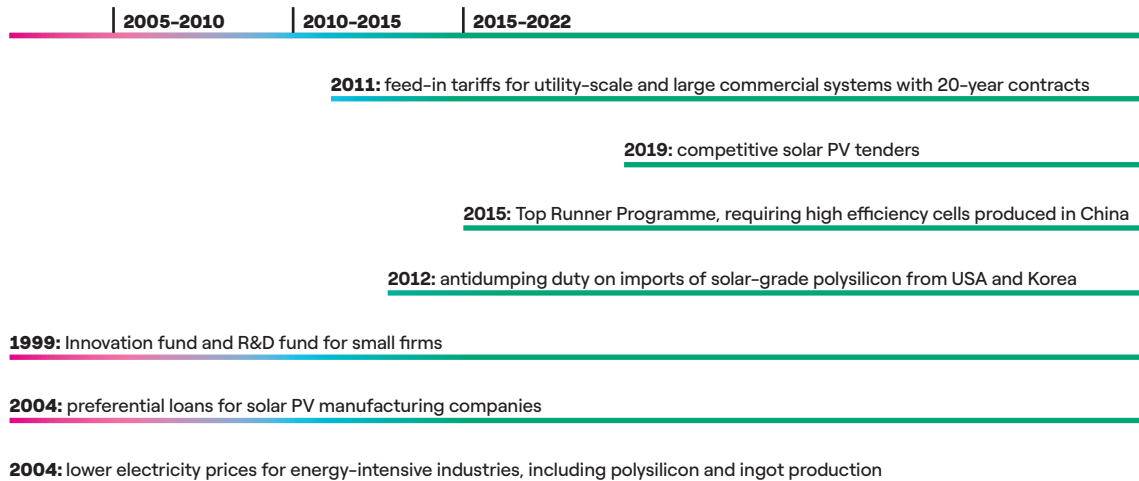 2005-2010 2010-2015 2015-2022
2011: feed-in tariffs for utility-scale and large commercial systems with 20-year contracts
2019: competitive solar PV tenders
2015: Top Runner Programme, requiring high efficiency cells produced in China
2012: antidumping duty on imports of solar-grade polysilicon from USA and Korea
1999: Innovation fund and R&D fund for small firms
2004: preferential loans for solar PV manufacturing companies
2004: lower electricity prices for energy-intensive industries, including polysilicon and ingot production